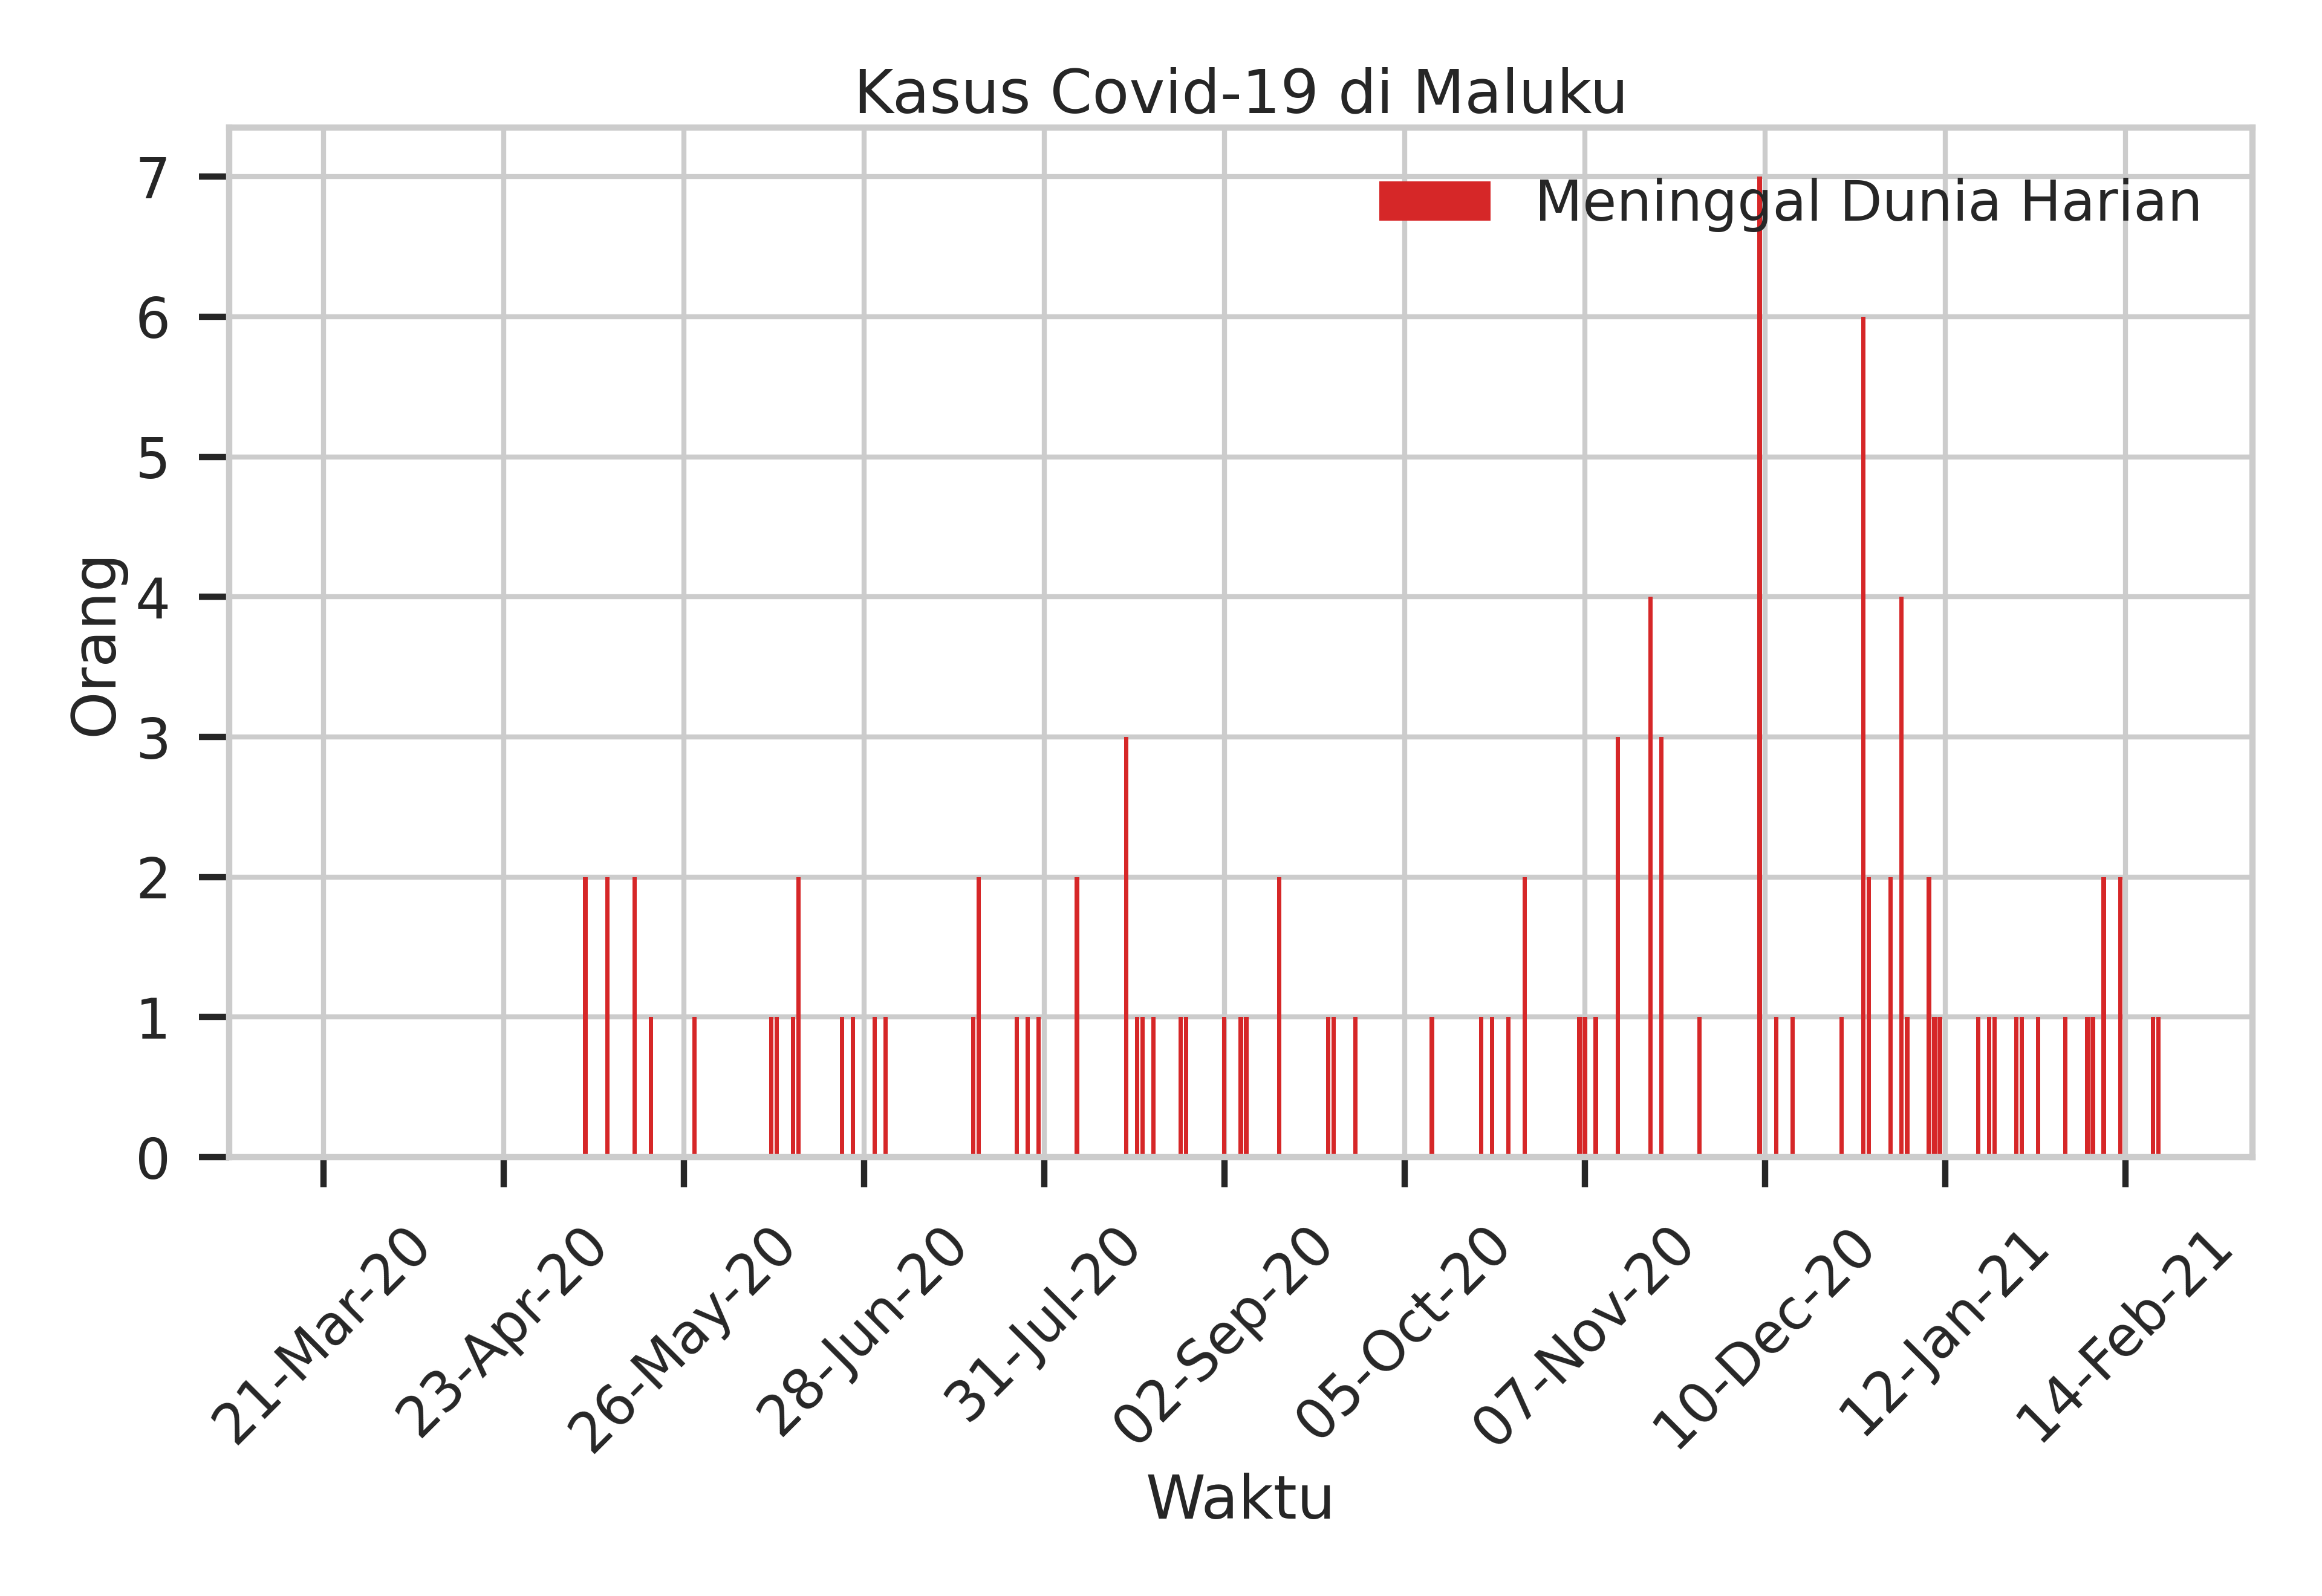 Kasus Covid-19 di Maluku
Meninggal Dunia Harian
7
6
5
4
3
2
1
0
Orang
21-Mar-20
23-Apr-20
26-May-20
28-Jun-20
31-Jul-20
02-Sep-20
05-Oct-20
07-Nov-20
10-Dec-20
12-Jan-21
14-Feb-21
Waktu